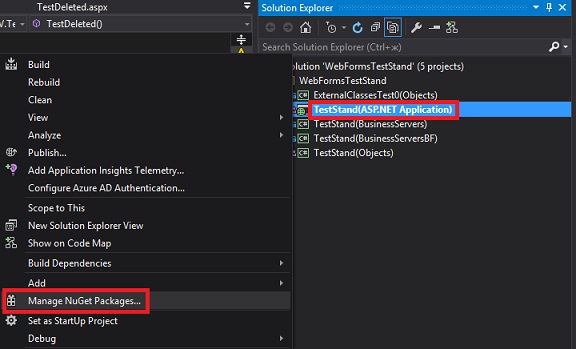 TestDeleted.aspx
V.Te
TestDeleted()
Build
Rebuild
Clean
View
Analyze
Publish...
Add Application Insights Telemetry...
Configure Azure AD Authentication...
Scope to This
New Solution Explorer View
Show on Code Map
Build Dependencies
Add
Manage NuGet Packages...
Set as StartUp Project
Debug
Solution Explorer
Search Solution Explorer (Ctrl+ж)
olution 'WebFormsTestStand' (5 projects)
WebFormsTestStand
C# ExternalClassesTest0(Objects)
TestStand(ASP.NET Application)
C# TestStand(BusinessServers)
C# TestStand(BusinessServersBF)
C# TestStand(Objects)